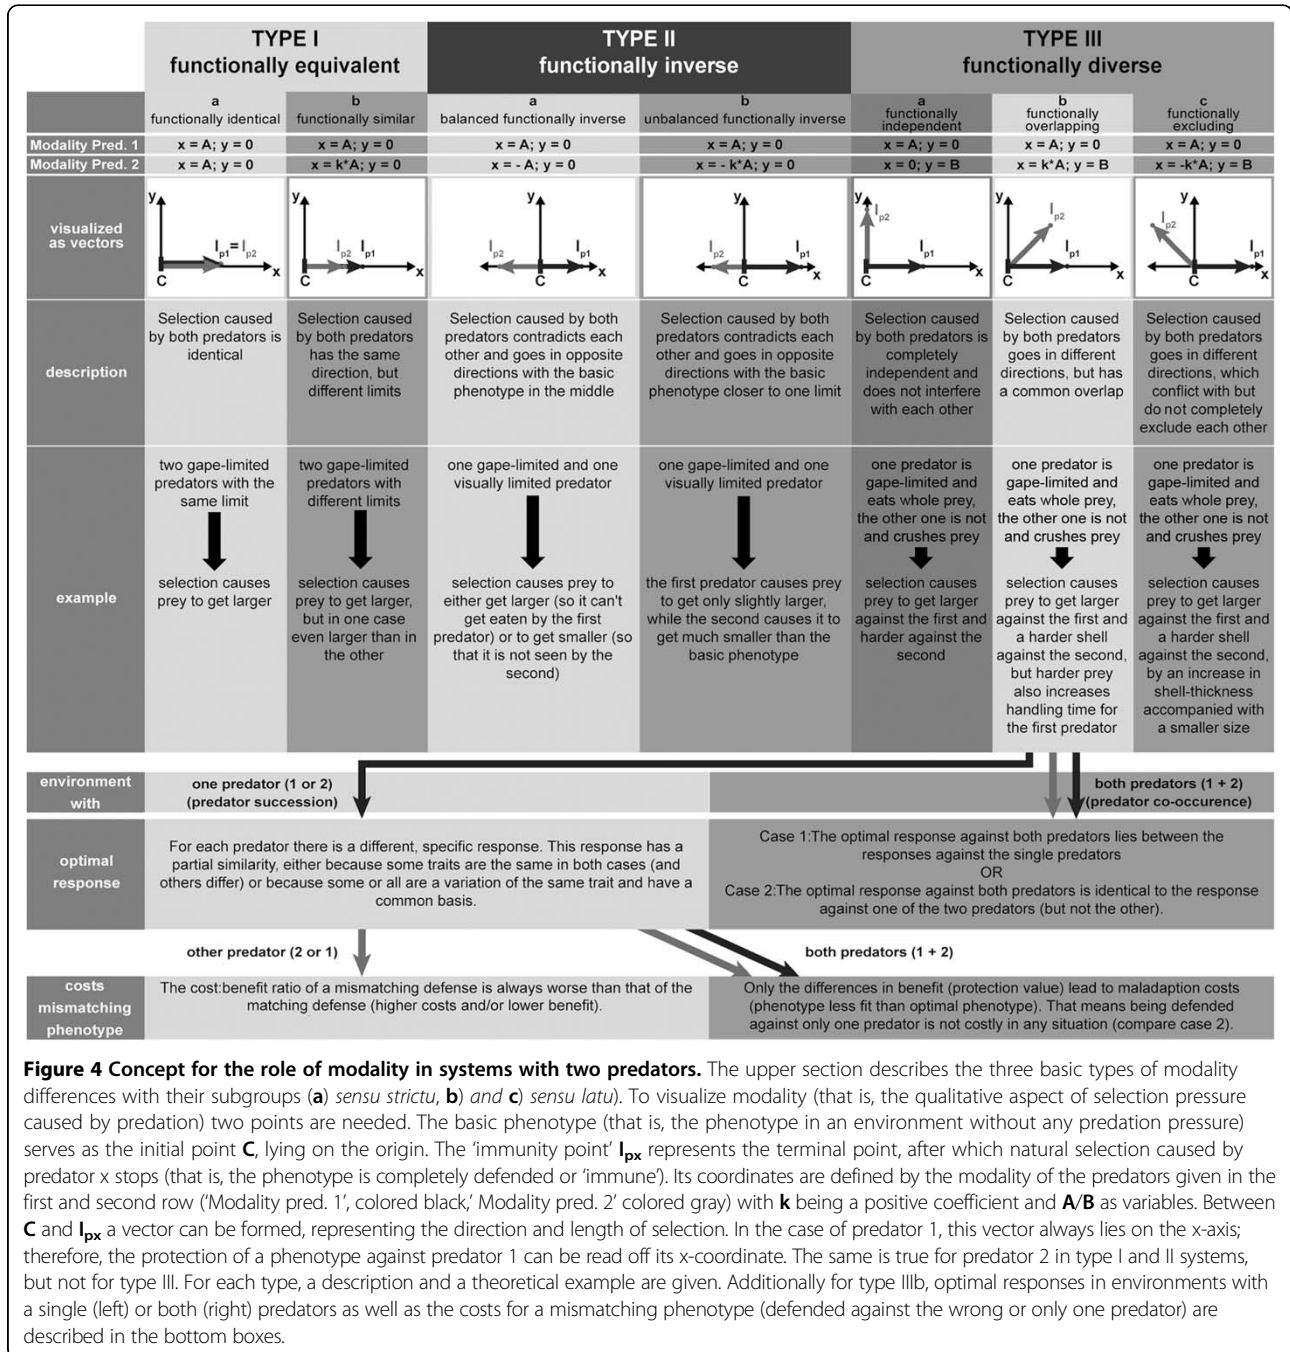 TYPE I
functionally equivalent
TYPE II
functionally inverse
TYPE III
functionally diverse
a
functionally identical
b
functionally similar
a
balanced functionally inverse
b
unbalanced functionally inverse
a
functionally
independent
b
functionally
overlapping
c
functionally
excluding
Modality Pred. 1
x = A; y = 0
x = A; y = 0
x = A; y = 0
x = A; y = 0
x = A; y = 0
x = A; y = 0
x = A; y = 0
Modality Pred. 2
x = A; y = 0
x = k*A; y = 0
x = - A; y = 0
x = - k*A; y = 0
x = 0; y = B
x = k*A; y = B
x = -k*A; y = B
visualized
as vectors
y
Ip1 = Ip2
C
x
y
Ip2 Ip1
C
x
y
Ip2
Ip1
C
x
y
Ip2
Ip1
C
x
y
Ip2
Ip1
C
x
y
Ip2
Ip1
C
x
y
Ip2
Ip1
C
x
description
Selection caused
by both predators is
identical
Selection caused
by both predators
has the same
direction, but
different limits
Selection caused by both
predators contradicts each
other and goes in opposite
directions with the basic
phenotype in the middle
Selection caused by both
predators contradicts each
other and goes in opposite
directions with the basic
phenotype closer to one limit
Selection caused
by both predators is
completely
independent and
does not interfere
with each other
Selection caused
by both predators
goes in different
directions, but has
a common overlap
Selection caused
by both predators
goes in different
directions, which
conflict with but
do not completely
exclude each other
example
two gape-limited
predators with the
same limit
selection causes
prey to get larger
two gape-limited
predators with
different limits
selection causes
prey to get larger,
but in one case
even larger than in
the other
one gape-limited and one
visually limited predator
selection causes prey to
either get larger (so it can't
get eaten by the first
predator) or to get smaller (so
that it is not seen by the
second)
one gape-limited and one
visually limited predator
the first predator causes prey
to get only slightly larger,
while the second causes it to
get much smaller than the
basic phenotype
one predator is
gape-limited and
eats whole prey,
the other one is not
and crushes prey
selection causes
prey to get larger
against the first and
harder against the
second
one predator is
gape-limited and
eats whole prey,
the other one is not
and crushes prey
selection causes
prey to get larger
against the first and
a harder shell
against the second,
but harder prey
also increases
handling time for
the first predator
one predator is
gape-limited and
eats whole prey,
the other one is not
and crushes prey
selection causes
prey to get larger
against the first and
a harder shell
against the second,
by an increase in
shell-thickness
accompanied with
a smaller size
environment
with
one predator (1 or 2)
(predator succession)
both predators (1 + 2)
(predator co-occurence)
optimal
response
For each predator there is a different, specific response. This response has a
partial similarity, either because some traits are the same in both cases (and
others differ) or because some or all are a variation of the same trait and have a
common basis.
Case 1:The optimal response against both predators lies between the
responses against the single predators
OR
Case 2:The optimal response against both predators is identical to the response
against one of the two predators (but not the other).
other predator (2 or 1)
both predators (1 + 2)
costs
mismatching
phenotype
The cost:benefit ratio of a mismatching defense is always worse than that of the
matching defense (higher costs and/or lower benefit).
Only the differences in benefit (protection value) lead to maladaption costs
(phenotype less fit than optimal phenotype). That means being defended
against only one predator is not costly in any situation (compare case 2).
Figure 4 Concept for the role of modality in systems with two predators. The upper section describes the three basic types of modality
differences with their subgroups (a) sensu strictu, b) and c) sensu latu). To visualize modality (that is, the qualitative aspect of selection pressure
caused by predation) two points are needed. The basic phenotype (that is, the phenotype in an environment without any predation pressure)
serves as the initial point C, lying on the origin. The ‘immunity point’ Ipx represents the terminal point, after which natural selection caused by
predator x stops (that is, the phenotype is completely defended or ‘immune’). Its coordinates are defined by the modality of the predators given in the
first and second row (‘Modality pred. 1’, colored black,’ Modality pred. 2’ colored gray) with k being a positive coefficient and A/B as variables. Between
C and Ipx a vector can be formed, representing the direction and length of selection. In the case of predator 1, this vector always lies on the x-axis;
therefore, the protection of a phenotype against predator 1 can be read off its x-coordinate. The same is true for predator 2 in type I and II systems,
but not for type III. For each type, a description and a theoretical example are given. Additionally for type IIIb, optimal responses in environments with
a single (left) or both (right) predators as well as the costs for a mismatching phenotype (defended against the wrong or only one predator) are
described in the bottom boxes.